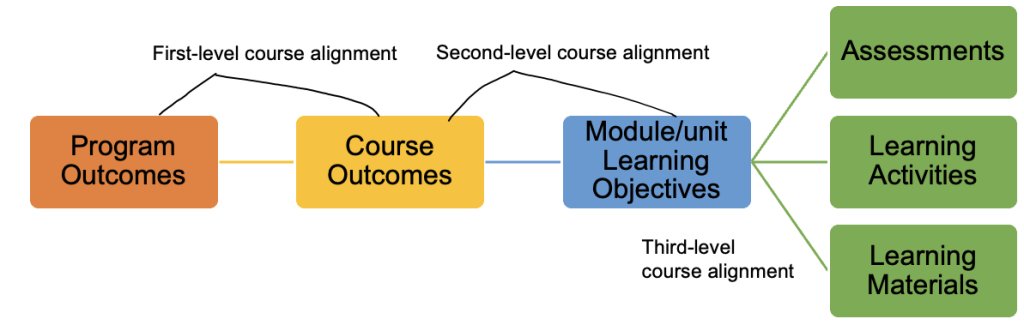 First-level course alignment
Second-level course alignment
Program
Outcomes
Course
Outcomes
Module/unit
Learning
Objectives
Third-level
course alignment
Assessments
Learning
Activities
Learning
Materials